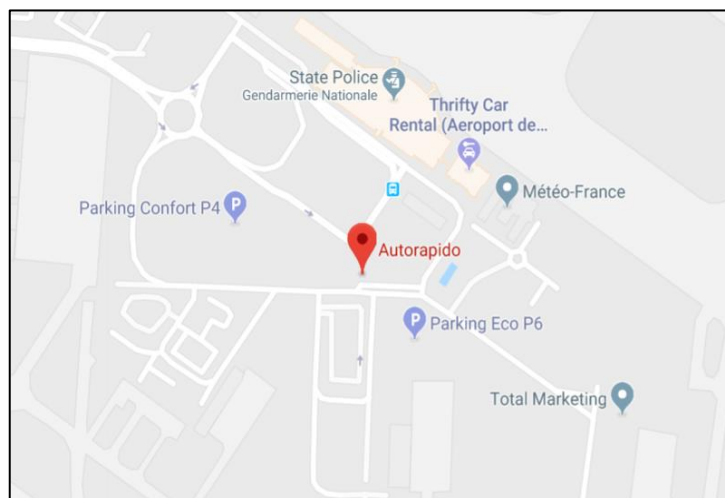 State Police
Gendarmerie Nationale
Thrifty Car
Rental (Aeroport de...
Météo-France
Parking Confort P4
P
Autorapido
P
Parking Eco P6
Total Marketing